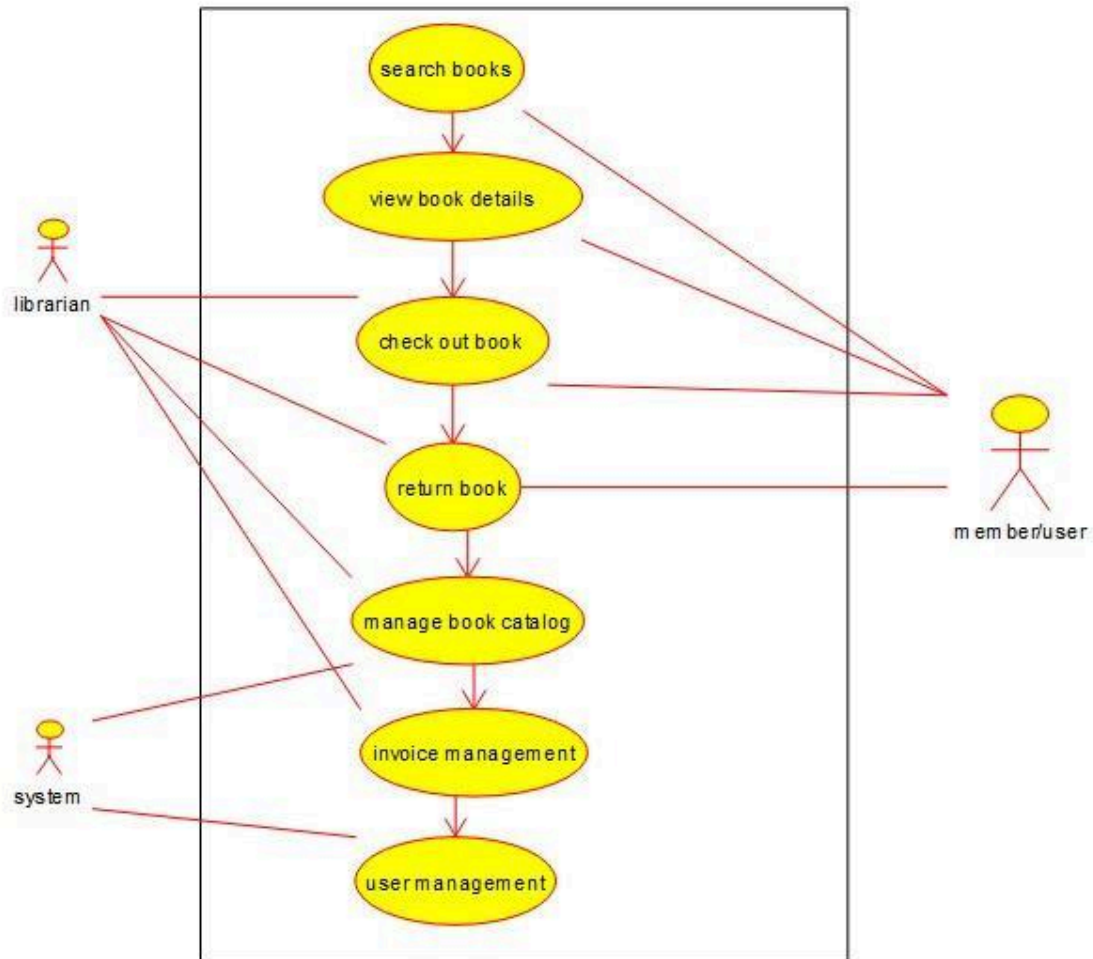 search books
view book details
librarian
check out book
return book
member/user
manage book catalog
invoice management
system
user management